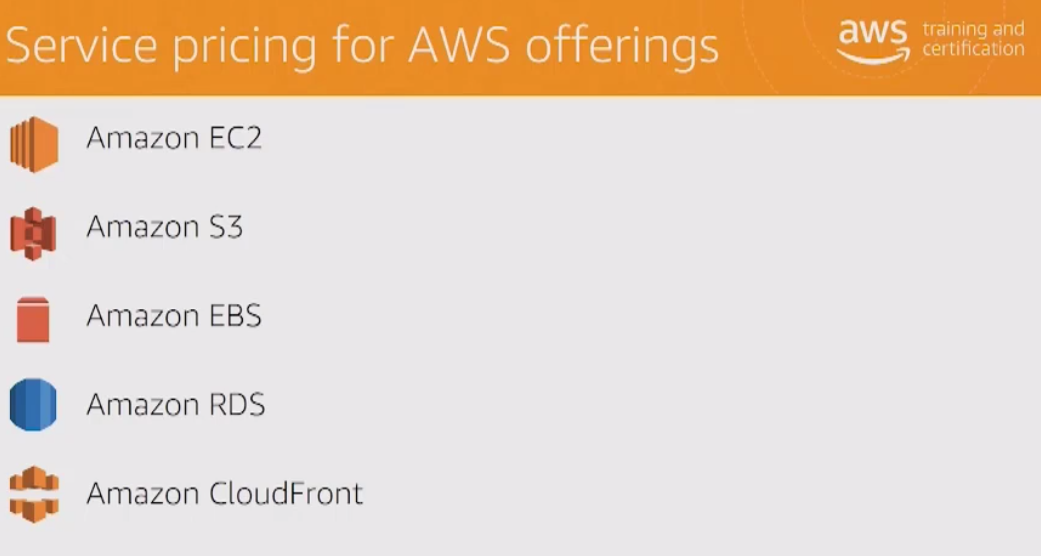 Service pricing for AWS offerings
aws training and
certification
Amazon EC2
Amazon S3
Amazon EBS
Amazon RDS
Amazon CloudFront